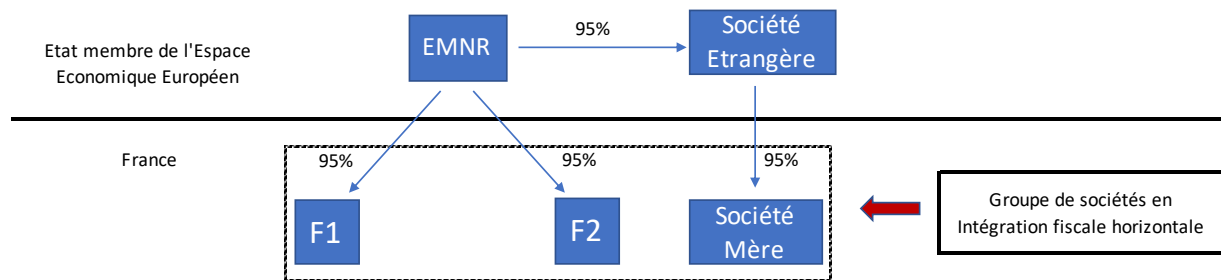 Etat membre de l'Espace
Economique Européen
EMNR
95%
Société
Etrangère
France
95%
95%
95%
F1
F2
Société
Mère
Groupe de sociétés en
Intégration fiscale horizontale